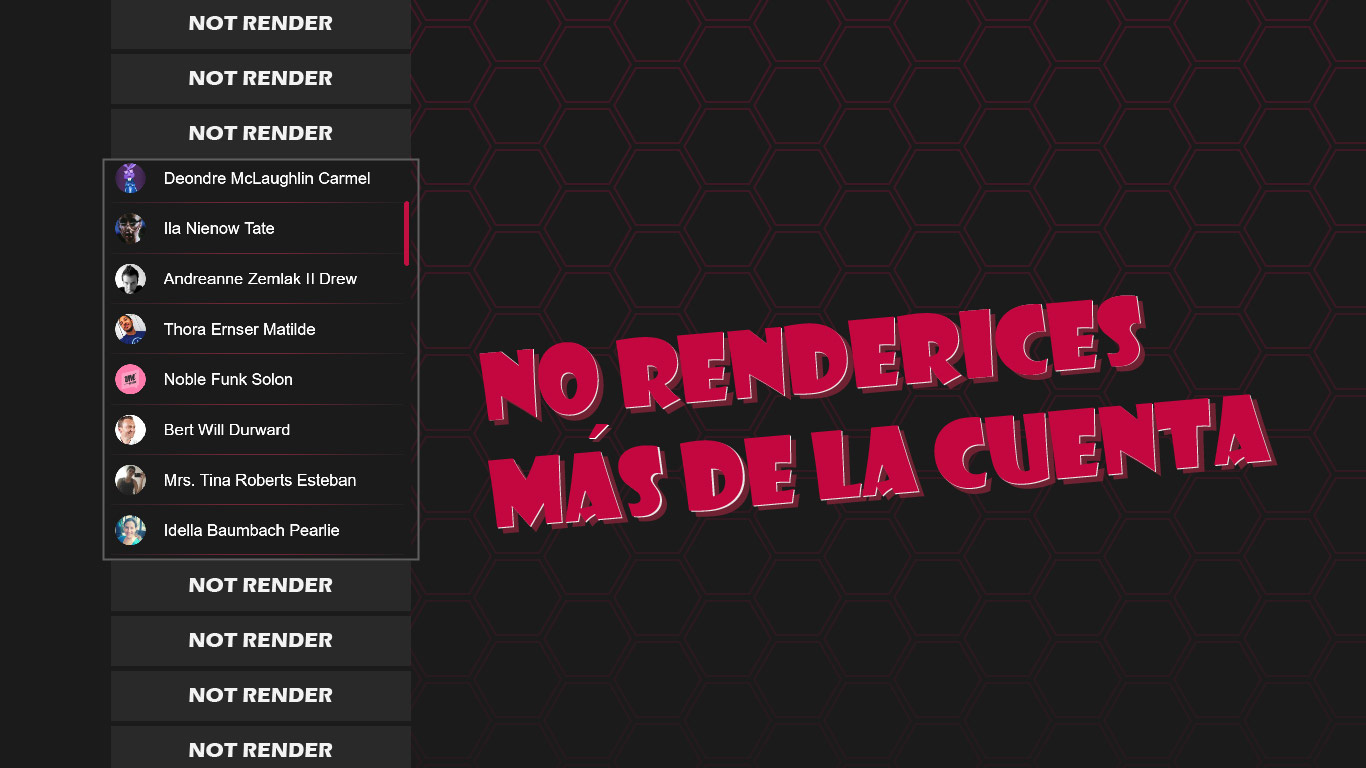 NOT RENDER
NOT RENDER
NOT RENDER
Deondre McLaughlin Carmel
Ila Nienow Tate
Andreanne Zemlak II Drew
Thora Ernser Matilde
Noble Funk Solon
Bert Will Durward
Mrs. Tina Roberts Esteban
Idella Baumbach Pearlie
NOT RENDER
NOT RENDER
NOT RENDER
NOT RENDER
NO RENDERICES
MÁS DE LA CUENTA